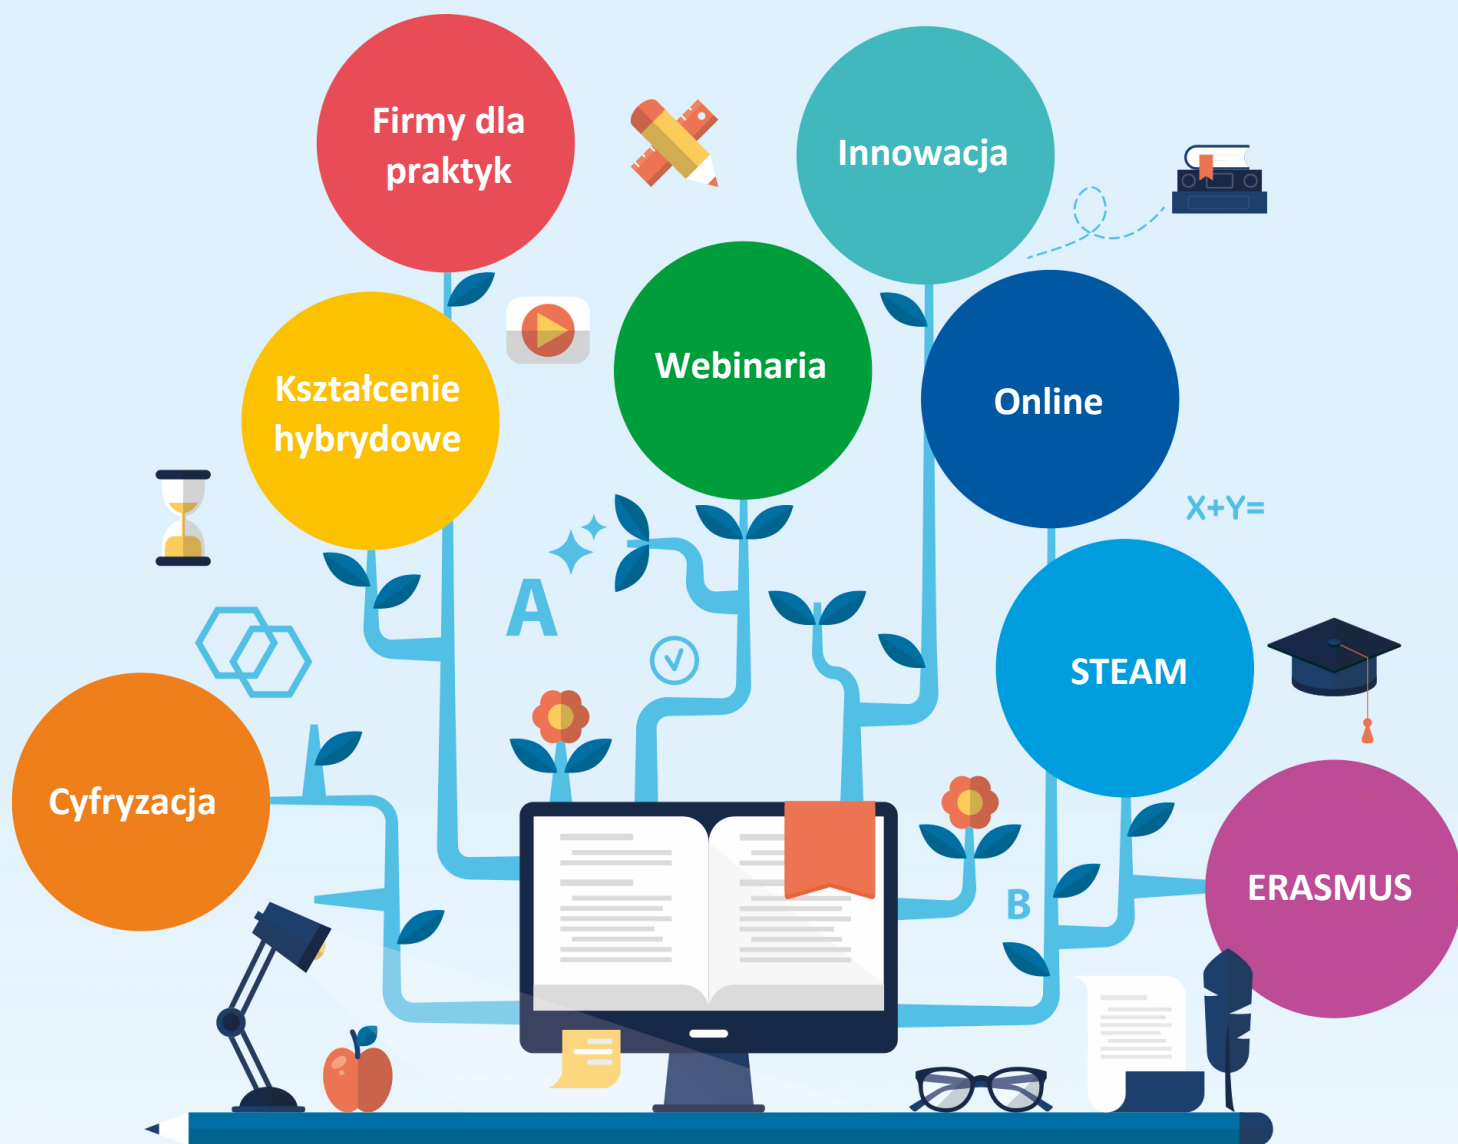 Firmy dla
praktyk
Innowacja
Kształcenie
hybrydowe
Webinaria
Online
X+Y=
A
STEAM
Cyfryzacja
ERASMUS
B